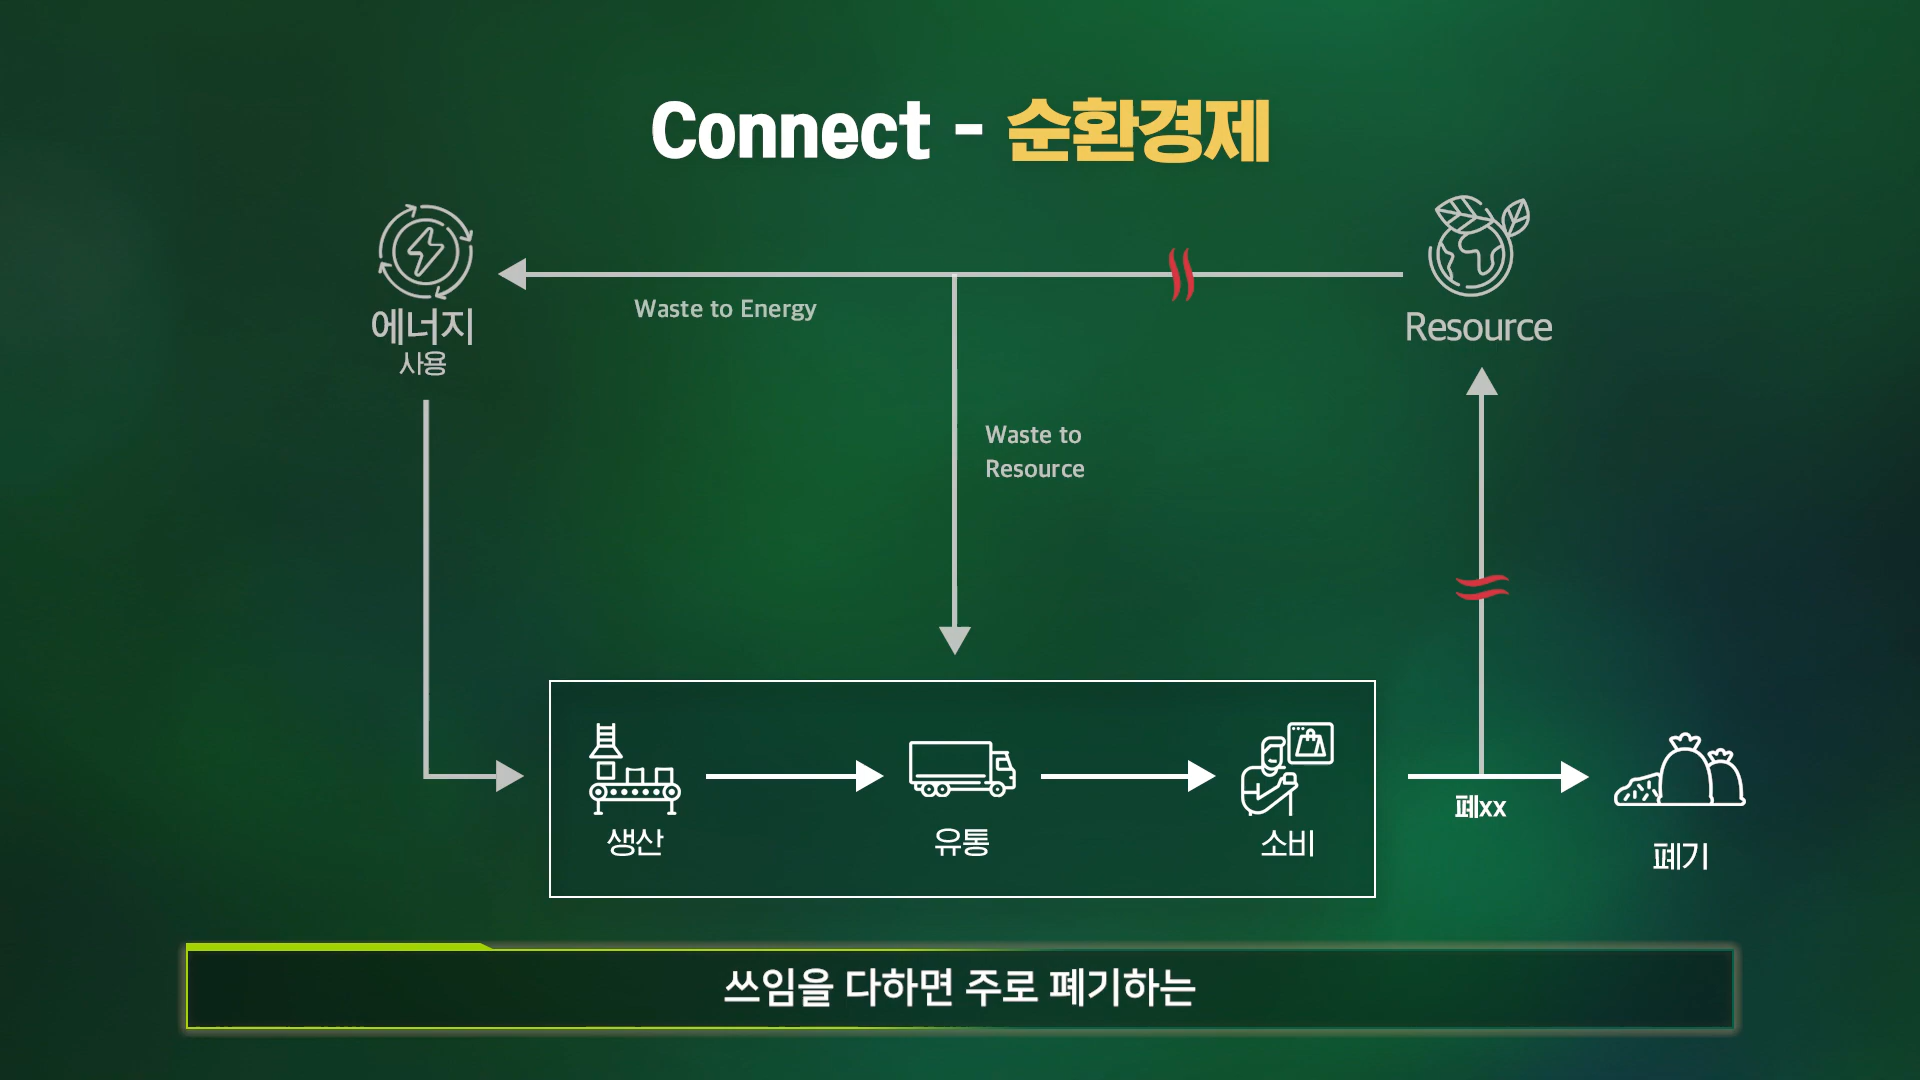 Connect - 순환경제
Waste to Energy
에너지
사용
Resource
Waste to
Resource
생산
유통
소비
폐xx
폐기
쓰임을 다하면 주로 폐기하는